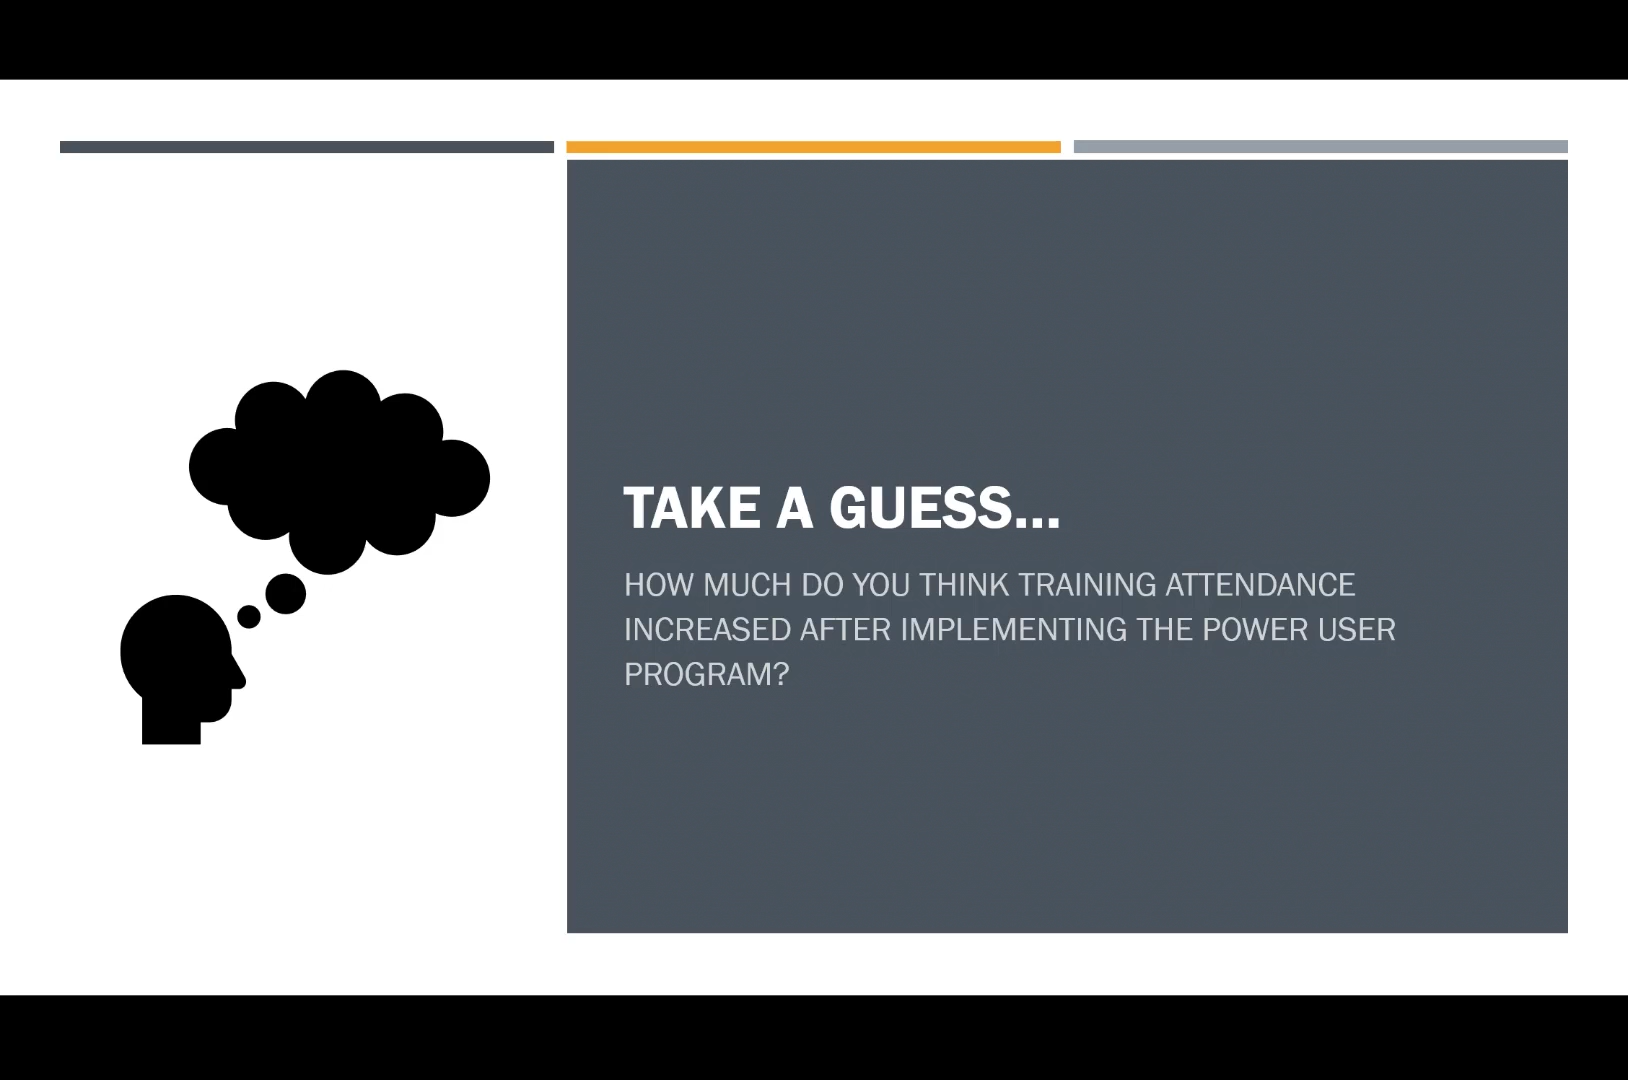 TAKE A GUESS...
HOW MUCH DO YOU THINK TRAINING ATTENDANCE
INCREASED AFTER IMPLEMENTING THE POWER USER
PROGRAM?